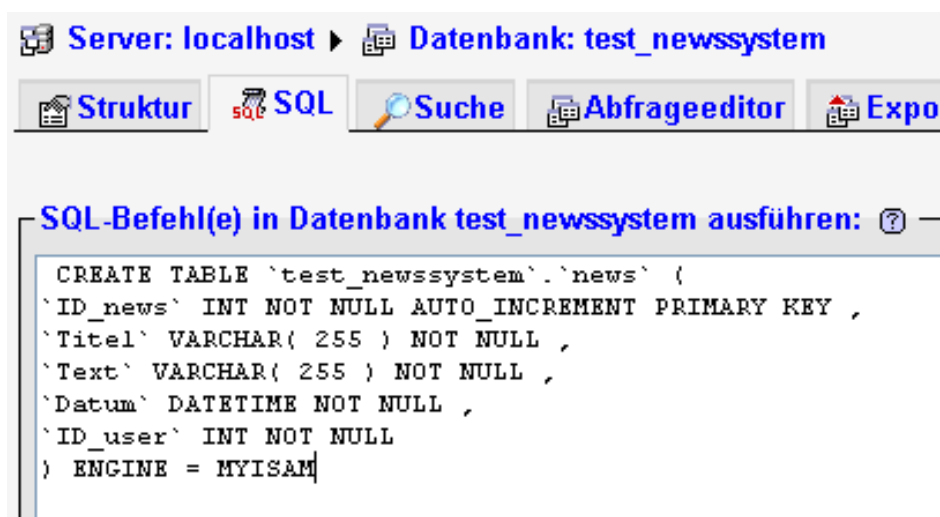 Server: localhost ▸ Datenbank: test_newssystem
Struktur SQL Suche Abfrageeditor Expo
SQL-Befehl(e) in Datenbank test_newssystem ausführen:
CREATE TABLE `test_newssystem`.`news` (
`ID_news` INT NOT NULL AUTO_INCREMENT PRIMARY KEY ,
`Titel` VARCHAR( 255 ) NOT NULL ,
`Text` VARCHAR( 255 ) NOT NULL ,
`Datum` DATETIME NOT NULL ,
`ID_user` INT NOT NULL
) ENGINE = MYISAM